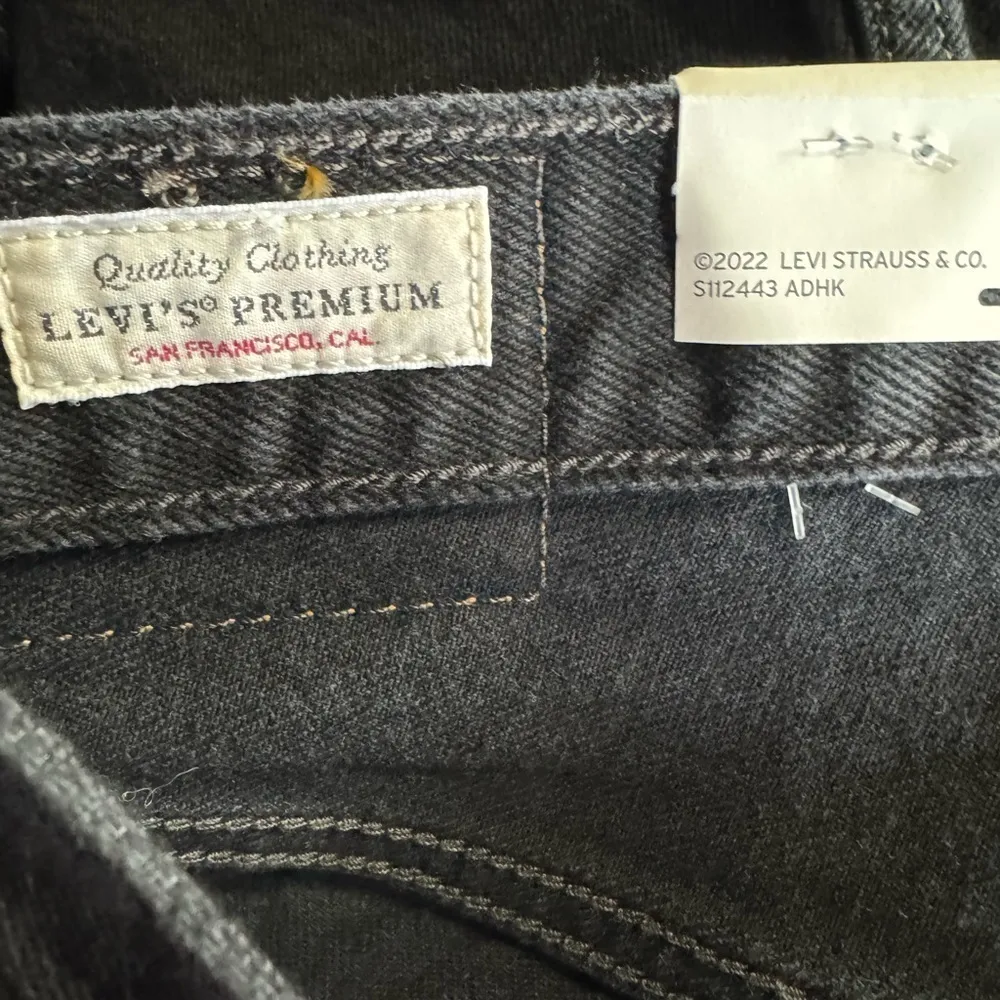 Quality Clothing
LEVI'S® PREMIUM
SAN FRANCISCO, CAL.
©2022 LEVI STRAUSS & CO.
S112443 ADHK